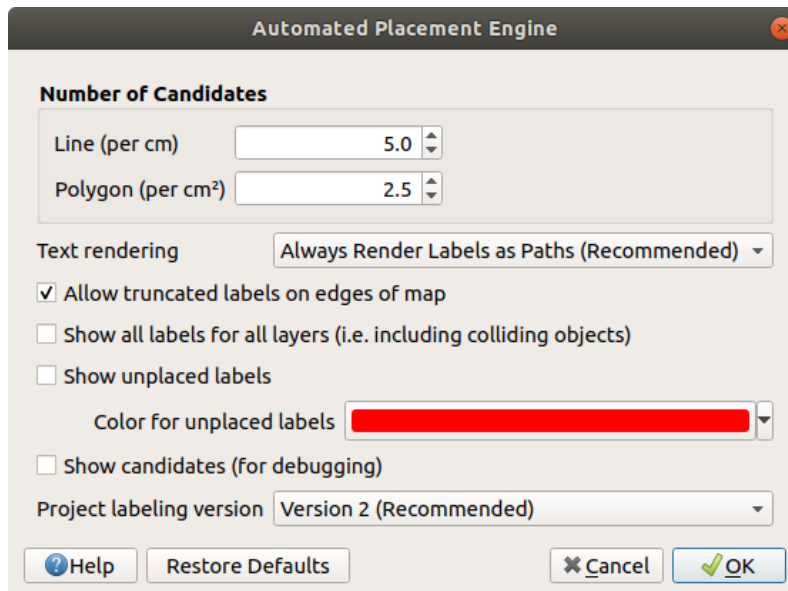 Automated Placement Engine
Number of Candidates
Line (per cm) 5.0
Polygon (per cm²) 2.5
Text rendering Always Render Labels as Paths (Recommended)
Allow truncated labels on edges of map
Show all labels for all layers (i.e. including colliding objects)
Show unplaced labels
Color for unplaced labels
Show candidates (for debugging)
Project labeling version Version 2 (Recommended)
Help Restore Defaults Cancel OK